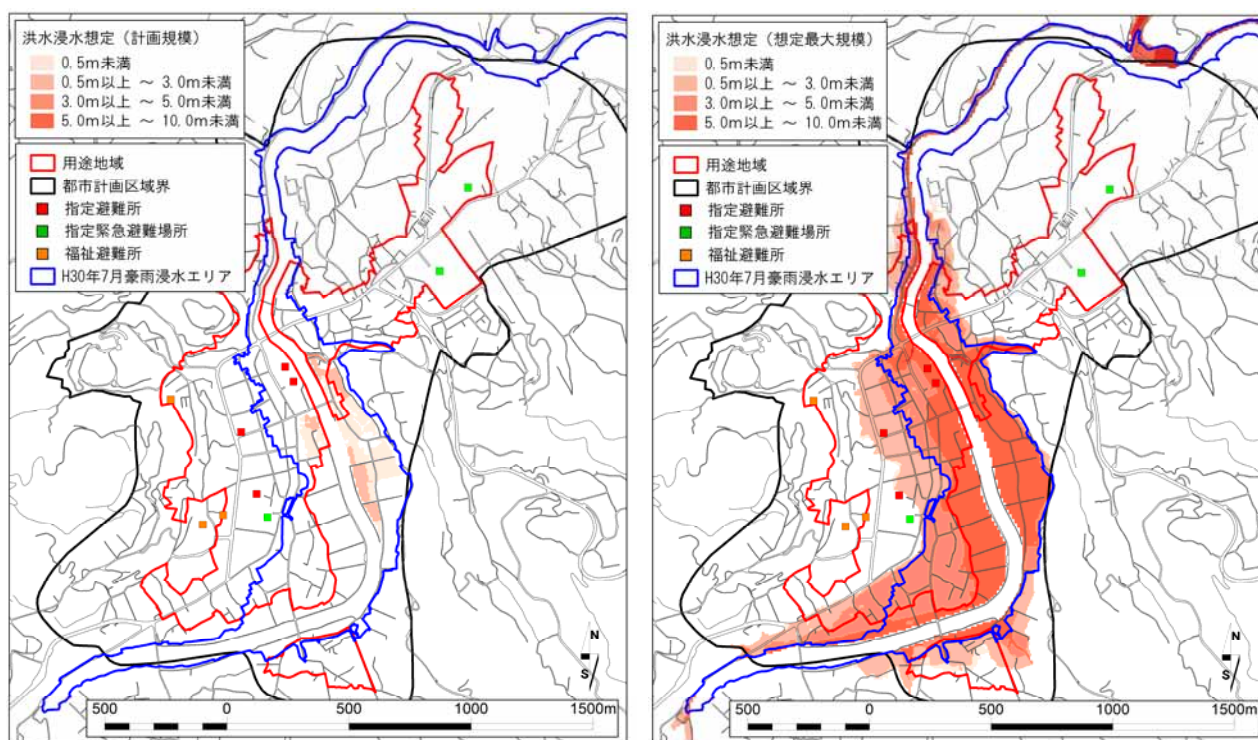 洪水浸水想定（計画規模）
0.5m未満
0.5m以上 ～ 3.0m未満
3.0m以上 ～ 5.0m未満
5.0m以上 ～ 10.0m未満
用途地域
都市計画区域界
指定避難所
指定緊急避難場所
福祉避難所
H30年7月豪雨浸水エリア
N
S
500 0 500 1000 1500m
洪水浸水想定（想定最大規模）
0.5m未満
0.5m以上 ～ 3.0m未満
3.0m以上 ～ 5.0m未満
5.0m以上 ～ 10.0m未満
用途地域
都市計画区域界
指定避難所
指定緊急避難場所
福祉避難所
H30年7月豪雨浸水エリア
N
S
500 0 500 1000 1500m